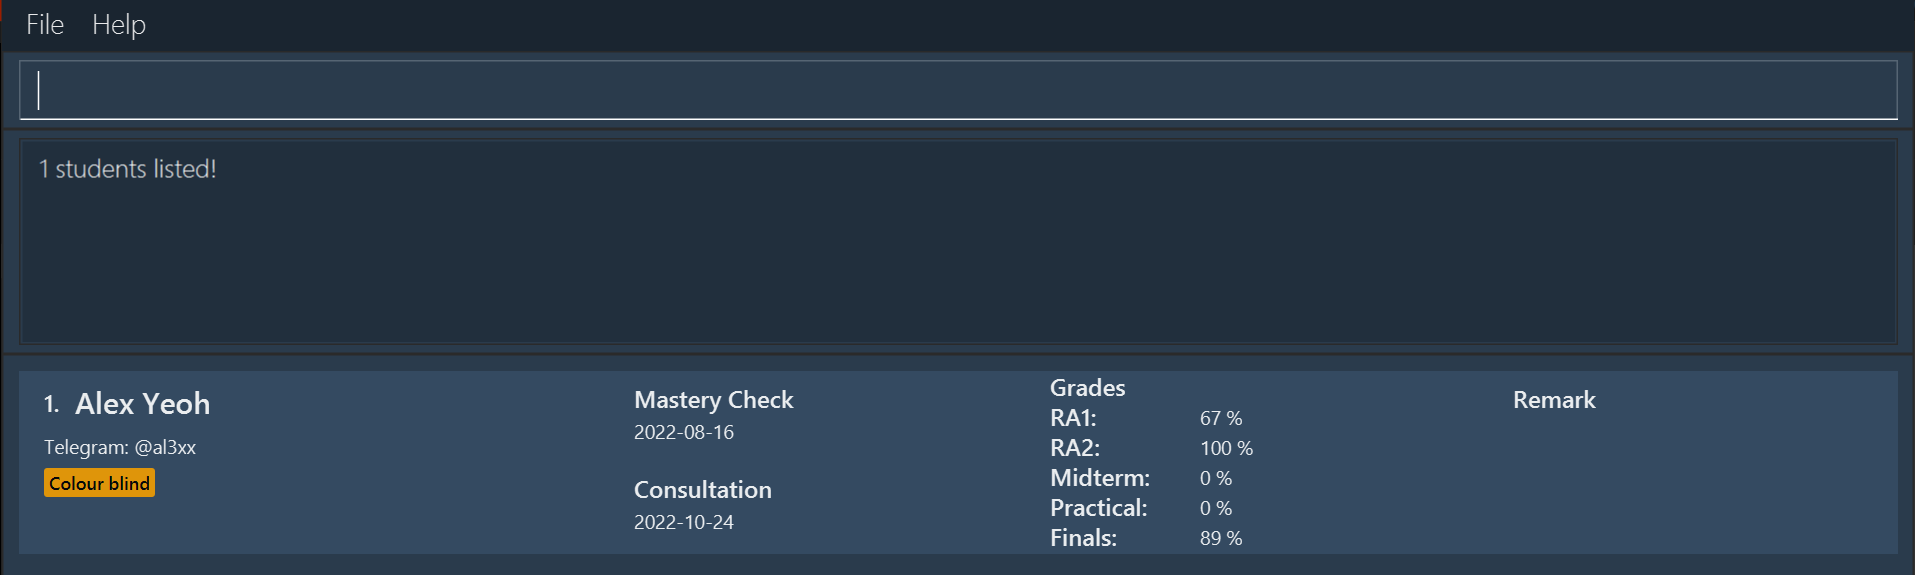 File Help
1 students listed!
1. Alex Yeoh
Telegram: @al3xx
Colour blind
Mastery Check
2022-08-16
Consultation
2022-10-24
Grades
RA1: 67 %
RA2: 100 %
Midterm: 0 %
Practical: 0 %
Finals: 89 %
Remark